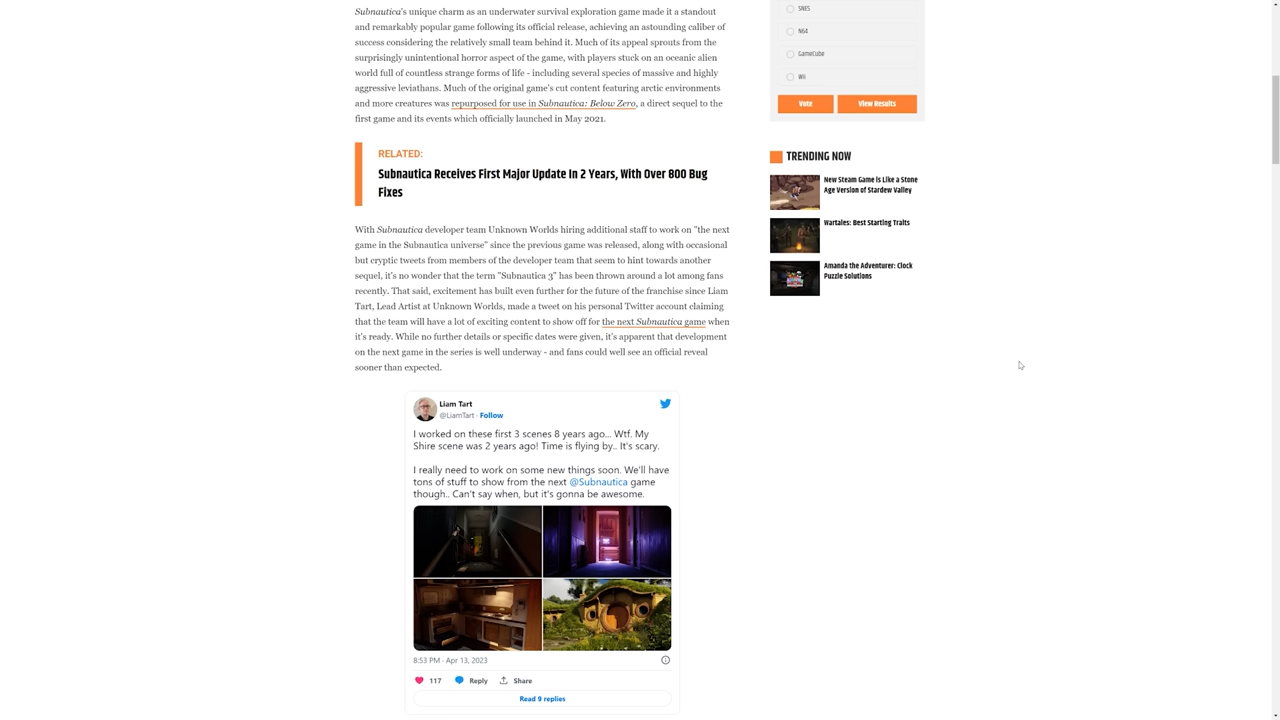 Subnautica's unique charm as an underwater survival exploration game made it a standout
and remarkably popular game following its official release, achieving an astounding caliber of
success considering the relatively small team behind it. Much of its appeal sprouts from the
surprisingly unintentional horror aspect of the game, with players stuck on an oceanic alien
world full of countless strange forms of life - including several species of massive and highly
aggressive leviathans. Much of the original game's cut content featuring arctic environments
and more creatures was repurposed for use in Subnautica: Below Zero, a direct sequel to the
first game and its events which officially launched in May 2021.
RELATED:
Subnautica Receives First Major Update In 2 Years, With Over 800 Bug
Fixes
With Subnautica developer team Unknown Worlds hiring additional staff to work on "the next
game in the Subnautica universe" since the previous game was released, along with occasional
but cryptic tweets from members of the developer team that seem to hint towards another
sequel, it's no wonder that the term "Subnautica 3" has been thrown around a lot among fans
recently. That said, excitement has built even further for the future of the franchise since Liam
Tart, Lead Artist at Unknown Worlds, made a tweet on his personal Twitter account claiming
that the team will have a lot of exciting content to show off for the next Subnautica game when
it's ready. While no further details or specific dates were given, it's apparent that development
on the next game in the series is well underway - and fans could well see an official reveal
sooner than expected.
Liam Tart
@LiamTart · Follow
I worked on these first 3 scenes 8 years ago... Wtf. My
Shire scene was 2 years ago! Time is flying by.. It's scary.
I really need to work on some new things soon. We'll have
tons of stuff to show from the next @Subnautica game
though.. Can't say when, but it's gonna be awesome.
8:53 PM · Apr 13, 2023
117 Reply Share
Read 9 replies
SNES
N64
GameCube
Wii
Vote View Results
TRENDING NOW
New Steam Game is Like a Stone
Age Version of Stardew Valley
Wartales: Best Starting Traits
Amanda the Adventurer: Clock
Puzzle Solutions